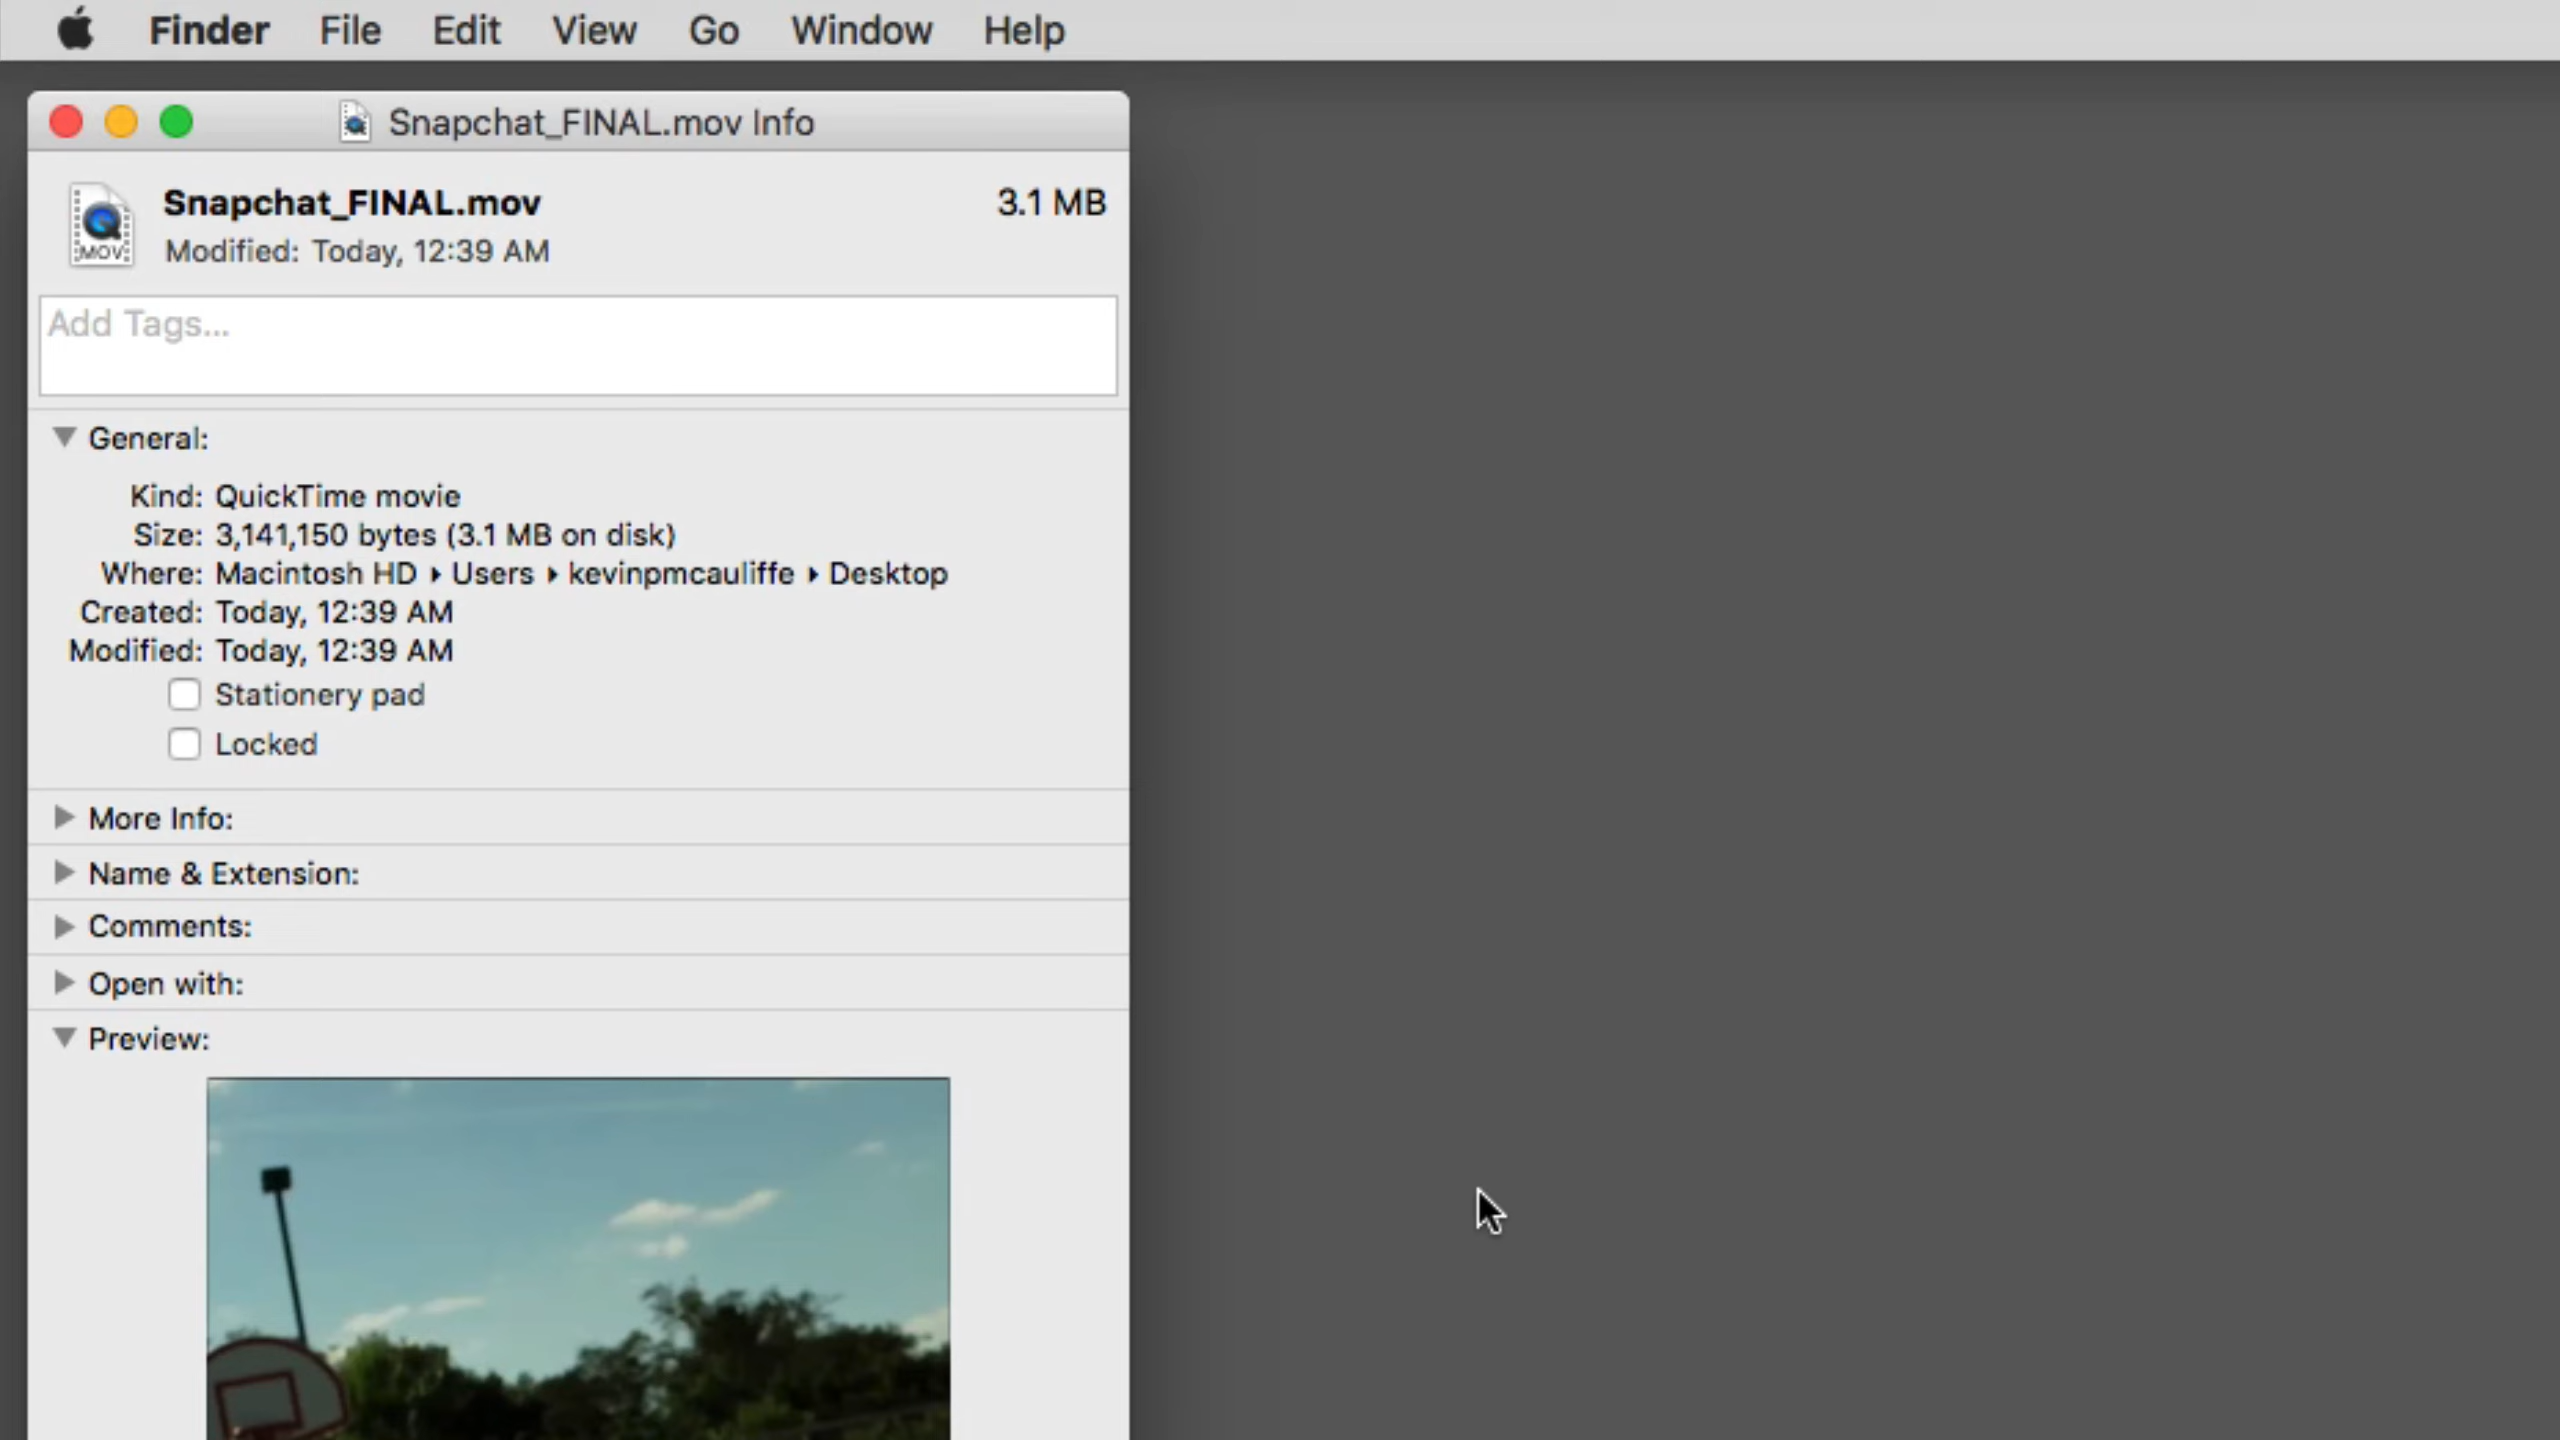 Finder File Edit View Go Window Help
Snapchat_FINAL.mov Info
Snapchat_FINAL.mov 3.1 MB
MOV
Modified: Today, 12:39 AM
Add Tags...
General:
Kind: QuickTime movie
Size: 3,141,150 bytes (3.1 MB on disk)
Where: Macintosh HD ▸ Users ▸ kevinpmcauliffe ▸ Desktop
Created: Today, 12:39 AM
Modified: Today, 12:39 AM
Stationery pad
Locked
More Info:
Name & Extension:
Comments:
Open with:
Preview: